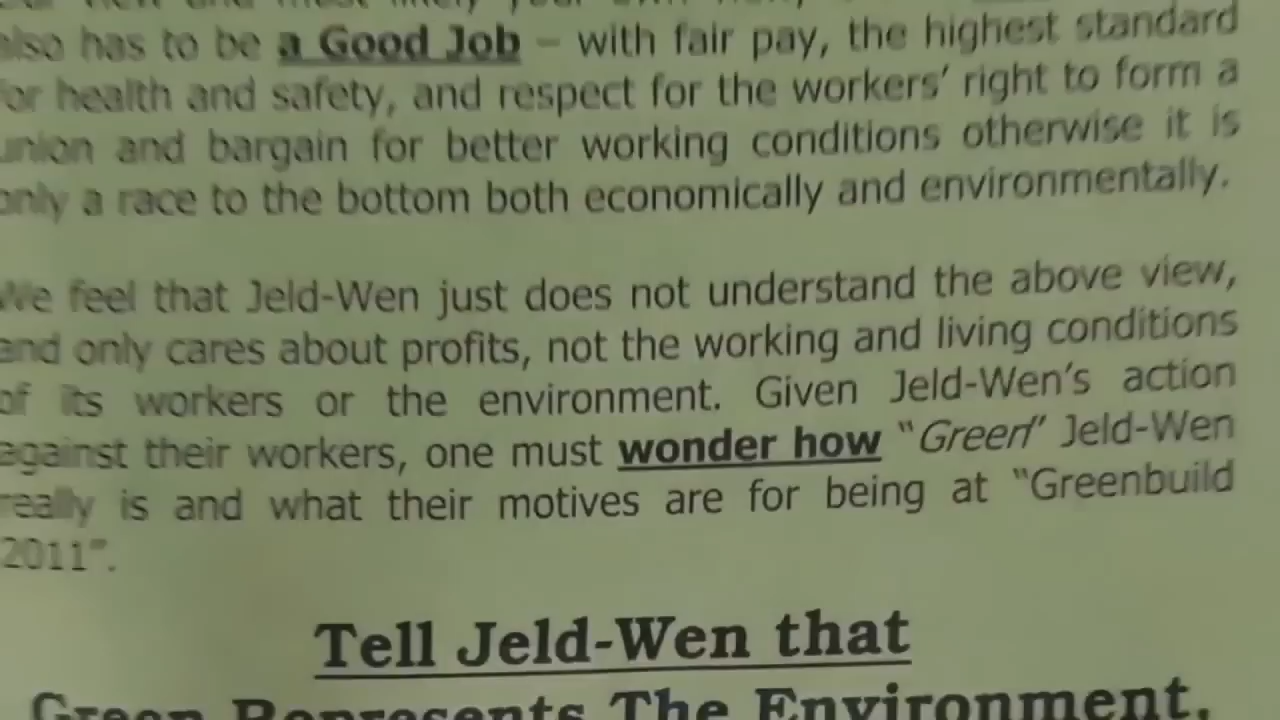 also has to be a Good Job – with fair pay, the highest standard
for health and safety, and respect for the workers' right to form a
union and bargain for better working conditions otherwise it is
only a race to the bottom both economically and environmentally.
We feel that Jeld-Wen just does not understand the above view,
and only cares about profits, not the working and living conditions
of its workers or the environment. Given Jeld-Wen's action
against their workers, one must wonder how "Green" Jeld-Wen
really is and what their motives are for being at "Greenbuild
2011".
Tell Jeld-Wen that
Green Represents The Environment,